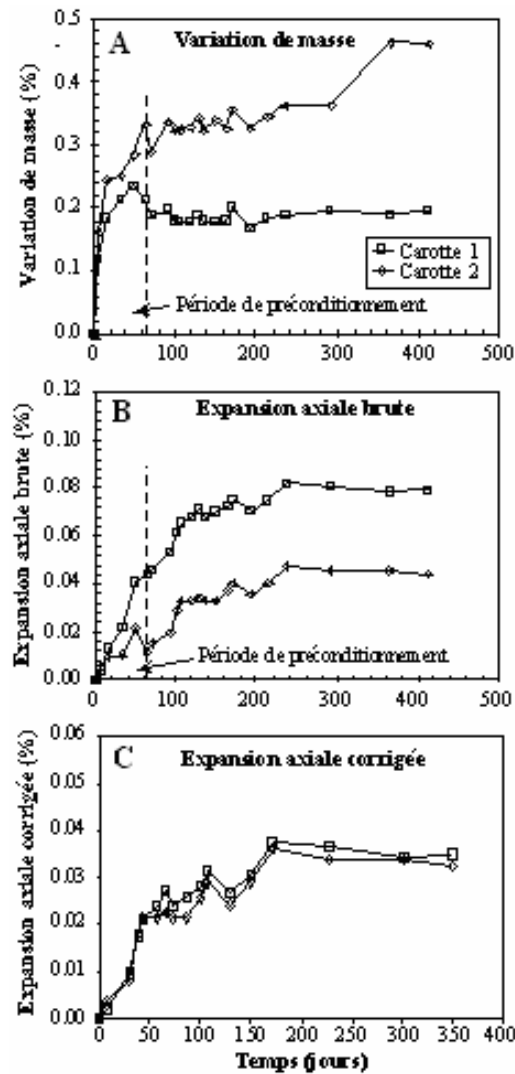 A
Variation de masse
Variation de masse (%)
0.5
0.4
0.3
0.2
0.1
0.0
Carotte 1
Carotte 2
Période de préconditionnement
0 100 200 300 400 500
B
Expansion axiale brute
Expansion axiale brute (%)
0.12
0.10
0.08
0.06
0.04
0.02
0.00
Période de préconditionnement
0 100 200 300 400 500
C
Expansion axiale corrigée
Expansion axiale corrigée (%)
0.06
0.05
0.04
0.03
0.02
0.01
0.00
0 50 100 150 200 250 300 350 400
Temps (jours)